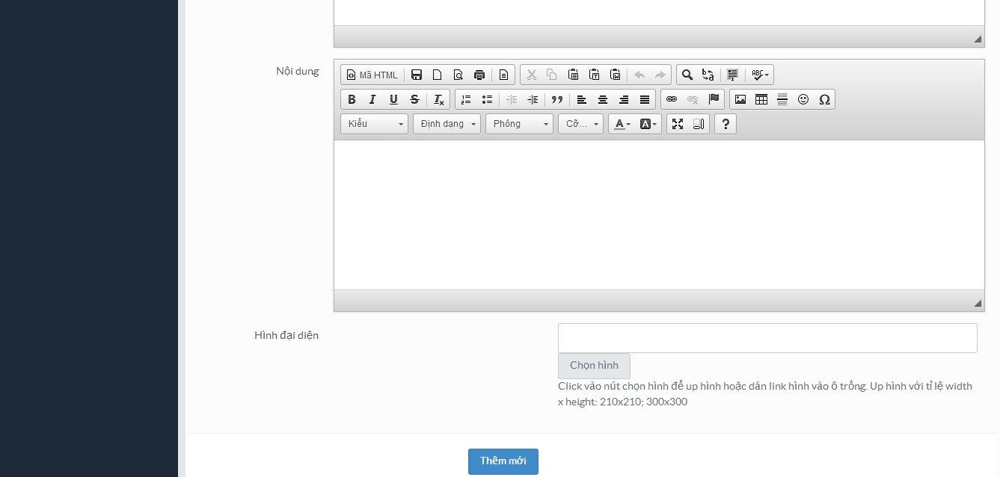 Nội dung
Mã HTML
ABC
B I U S Ix
Kiểu Định dạng Phông Cỡ... A A ?
Hình đại diện
Chọn hình
Click vào nút chọn hình để up hình hoặc dán link hình vào ô trống. Up hình với tỉ lệ width
x height: 210x210; 300x300
Thêm mới